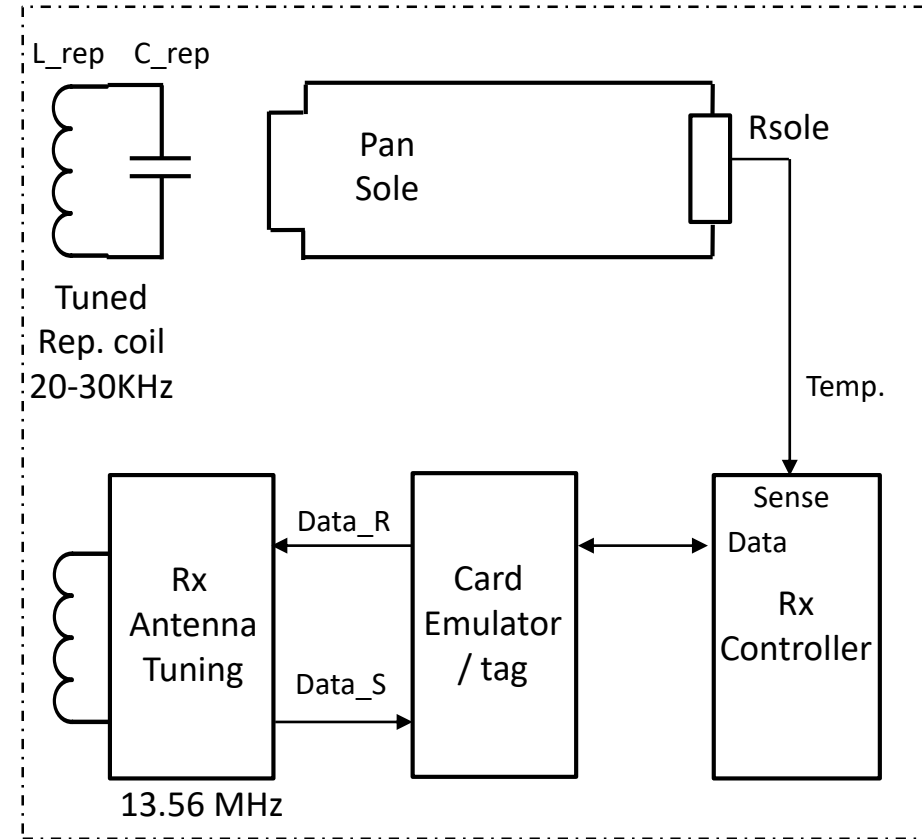 L_rep C_rep
Pan
Sole
Rsole
Tuned
Rep. coil
20-30KHz
Temp.
Rx
Antenna
Tuning
13.56 MHz
Data_R
Data_S
Card
Emulator
/ tag
Sense
Data
Rx
Controller